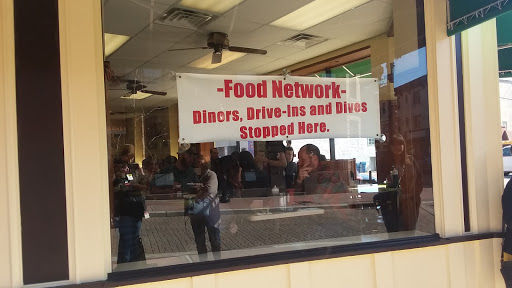 -Food Network-
Diners, Drive-ins and Dives
Stopped Here.